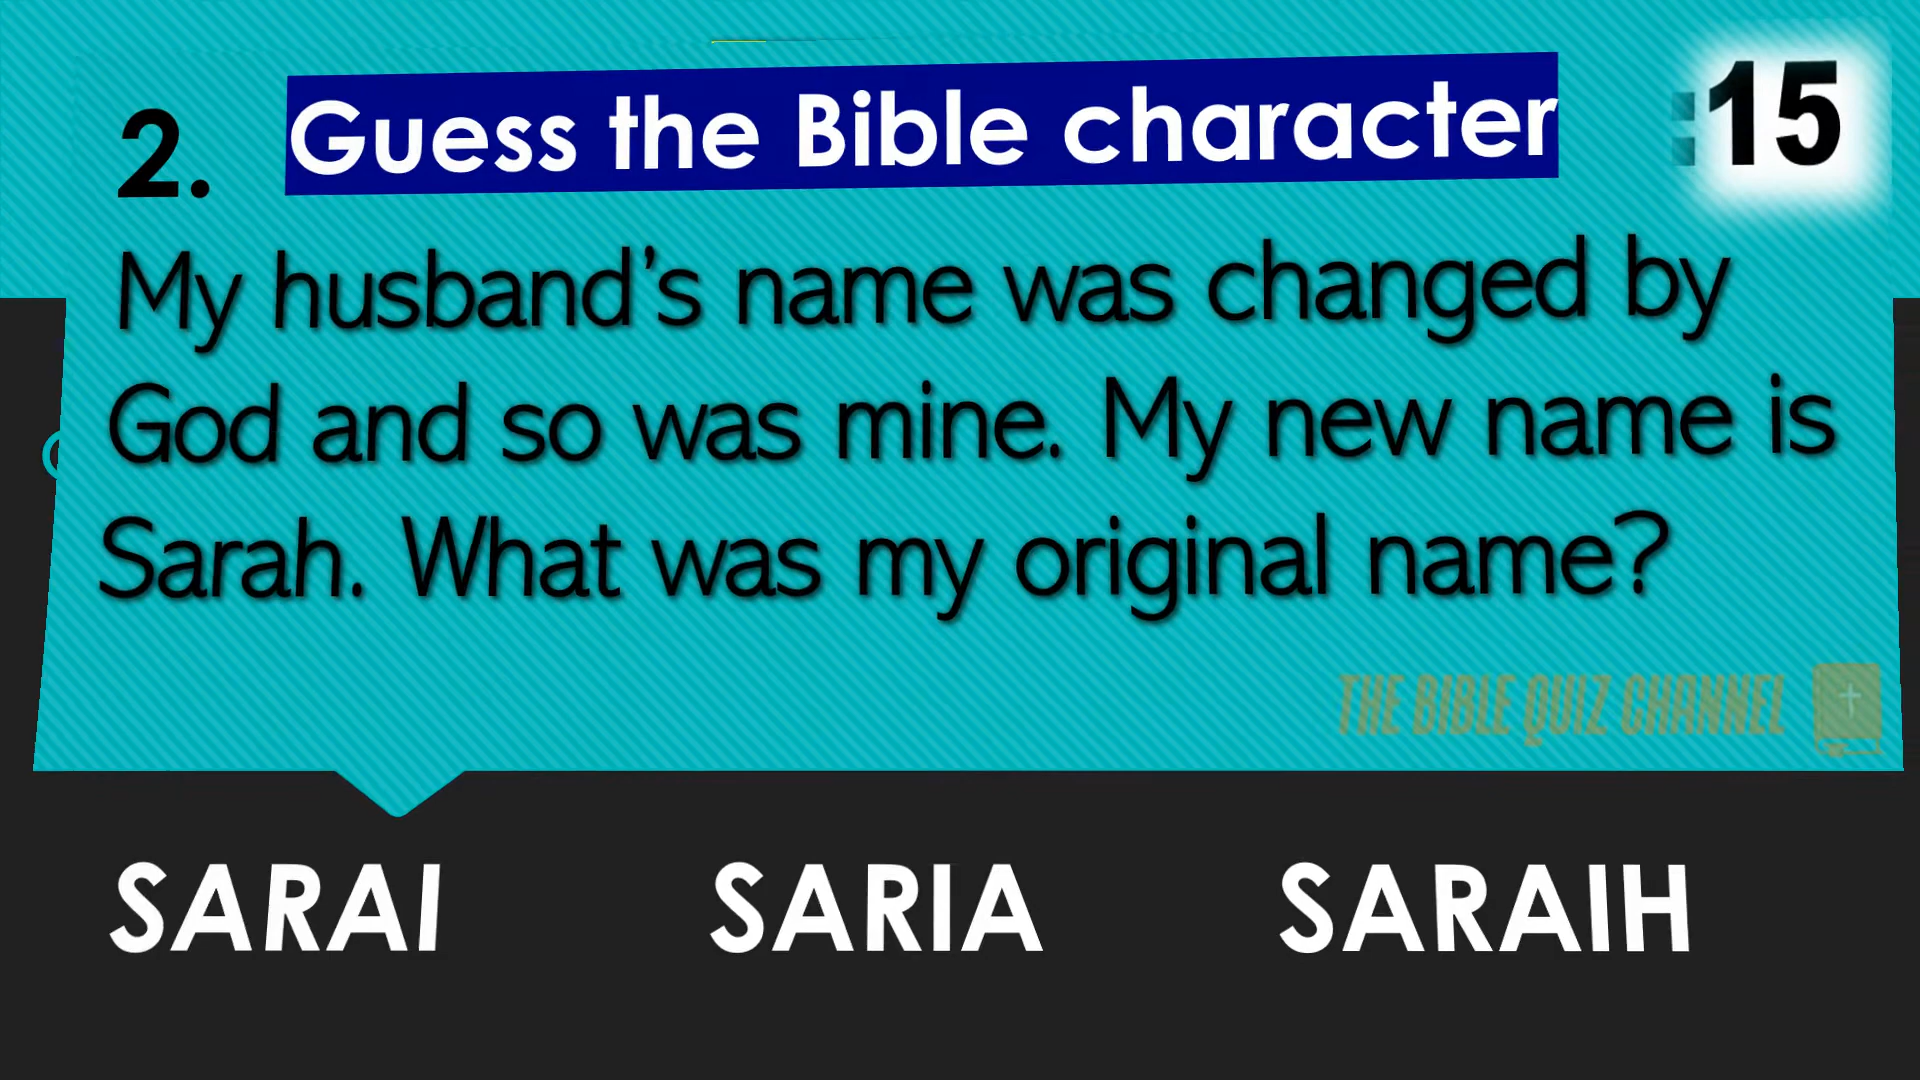 2. Guess the Bible character :15
My husband's name was changed by
God and so was mine. My new name is
Sarah. What was my original name?
THE BIBLE QUIZ CHANNEL
SARAI SARIA SARAIH